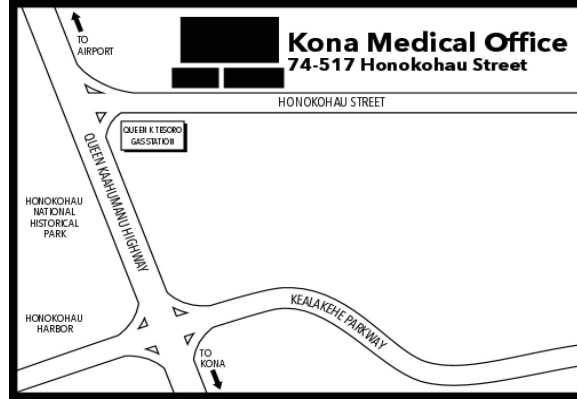 TO
AIRPORT
Kona Medical Office
74-517 Honokohau Street
HONOKOHAU STREET
QUEEN K TESORO
GAS STATION
QUEEN KAAHUMANU HIGHWAY
HONOKOHAU
NATIONAL
HISTORICAL
PARK
HONOKOHAU
HARBOR
KEALAKEHE PARKWAY
TO
KONA